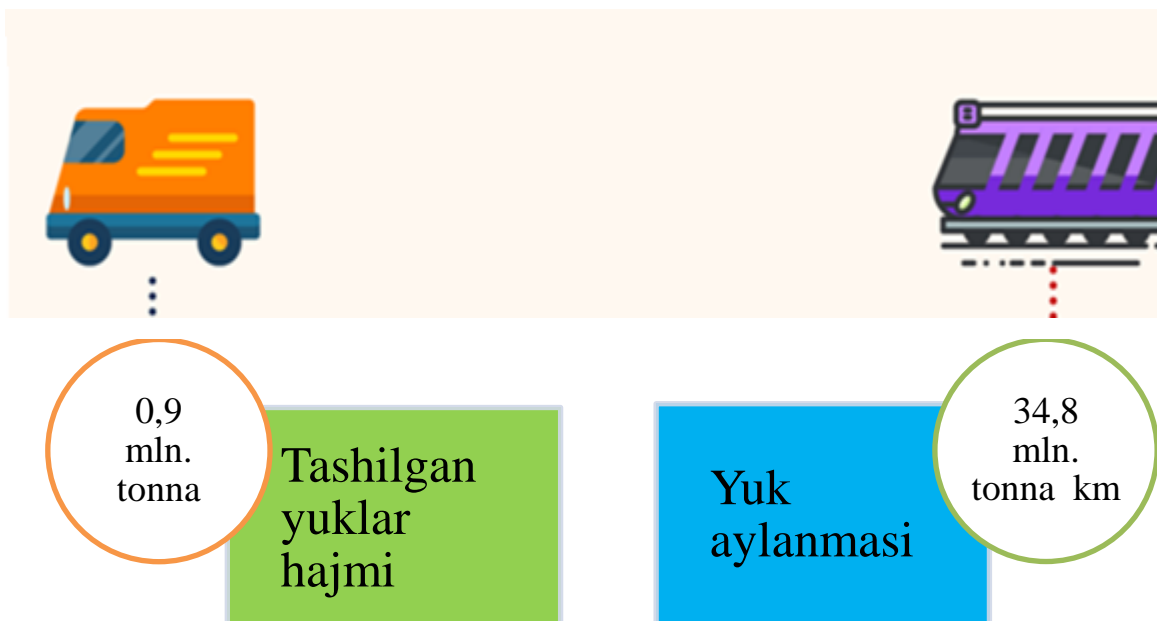 0,9
mln.
tonna
Tashilgan
yuklar
hajmi
Yuk
aylanmasi
34,8
mln.
tonna km